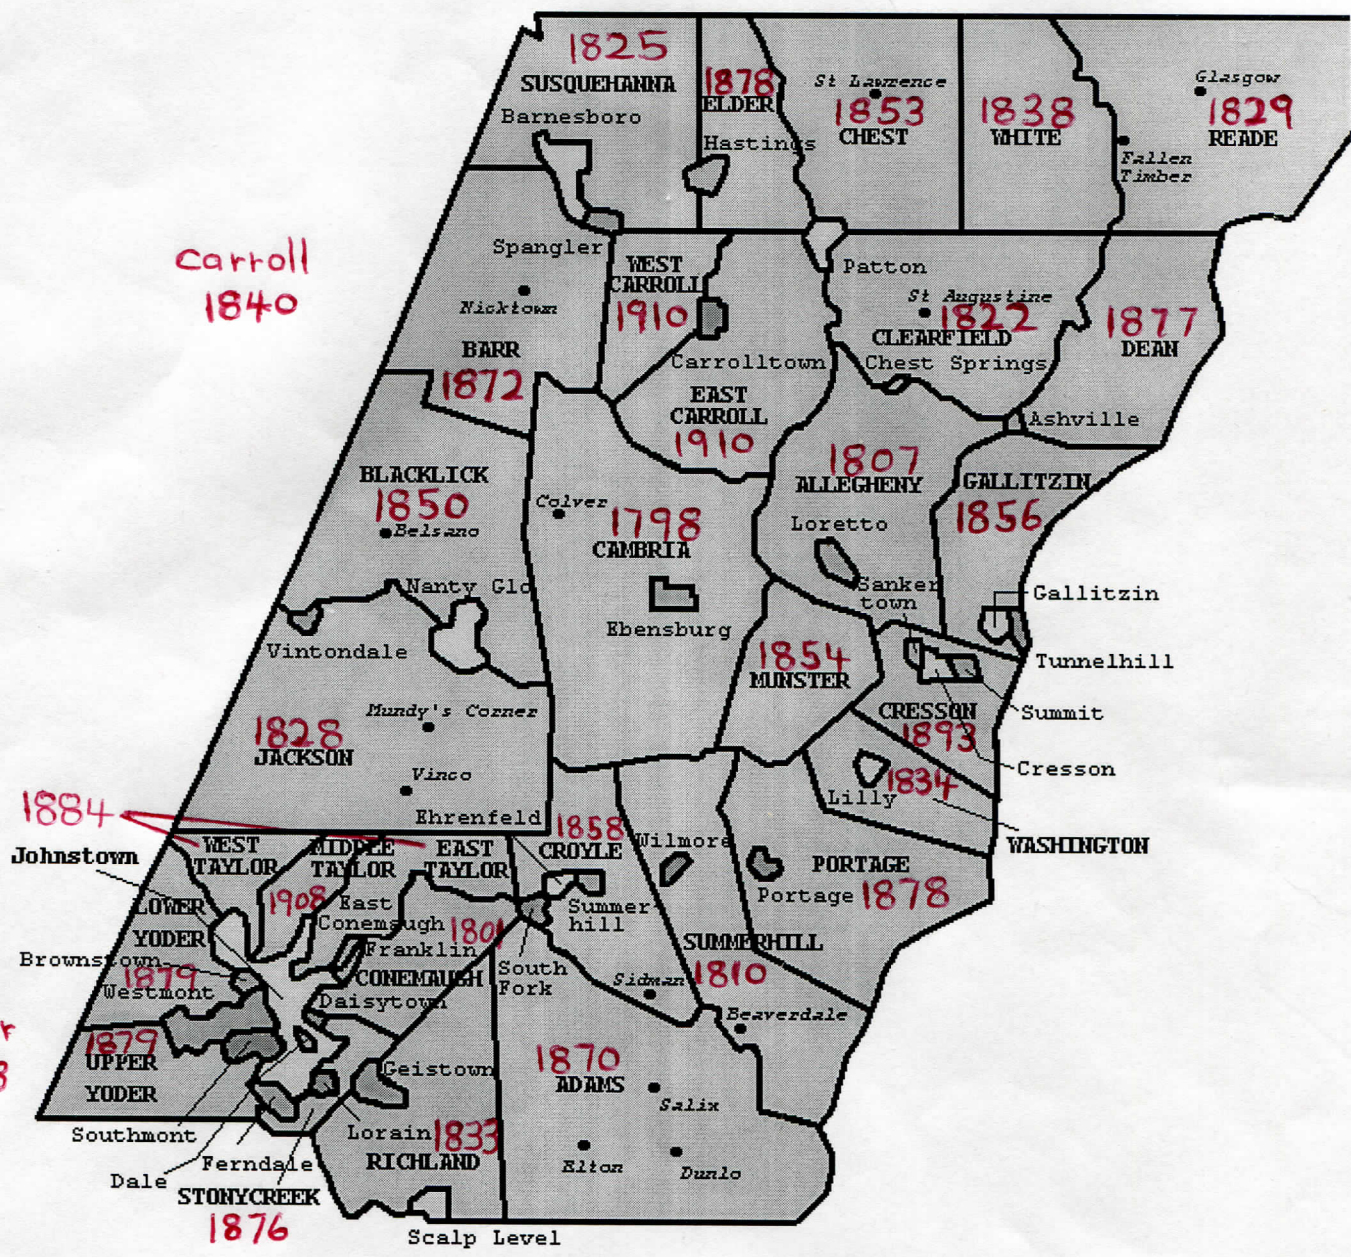 1825
SUSQUEHANNA
Barnesboro
1878
ELDER
Hastings
St Lawrence
1853
CHEST
1838
WHITE
Glasgow
1829
READE
Fallen
Timber
Carroll
1840
Spangler
Nicktown
BARR
1872
WEST
CARROLL
1910
Carrolltown
EAST
CARROLL
1910
Patton
St Augustine
1822
CLEARFIELD
Chest Springs
1877
DEAN
Ashville
BLACKLICK
1850
Belsano
Nanty Glo
Vintondale
Colver
1798
CAMBRIA
Ebensburg
1807
ALLEGHENY
Loretto
Sanker
town
GALLITZIN
1856
Gallitzin
Tunnelhill
Summit
Cresson
1854
MUNSTER
CRESSON
1893
Mundy's Corner
1828
JACKSON
Vinco
Ehrenfeld
Lilly
1834
WASHINGTON
1884
Johnstown
WEST
TAYLOR
MIDDLE
TAYLOR
1908
EAST
TAYLOR
1858
CROYLE
Wilmore
PORTAGE
Portage
1878
LOWER
YODER
1879
Brownstown
Westmont
East
Conemaugh
1801
Franklin
CONEMAUGH
Daisytown
South
Fork
Summer
hill
Sidman
SUMMERHILL
1810
Beaverdale
r
8
1879
UPPER
YODER
Southmont
Dale
Ferndale
STONYCREEK
1876
Geistown
Lorain
1833
RICHLAND
Scalp Level
1870
ADAMS
Salix
Elton
Dunlo